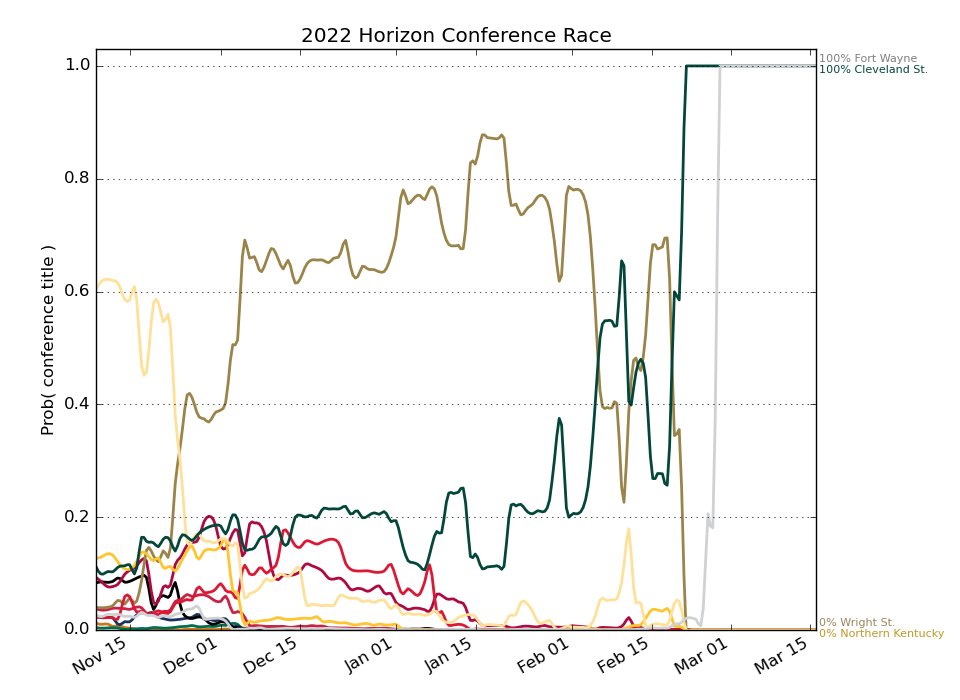 2022 Horizon Conference Race
Prob( conference title )
1.0
0.8
0.6
0.4
0.2
0.0
Nov 15
Dec 01
Dec 15
Jan 01
Jan 15
Feb 01
Feb 15
Mar 01
Mar 15
100% Fort Wayne
100% Cleveland St.
0% Wright St.
0% Northern Kentucky